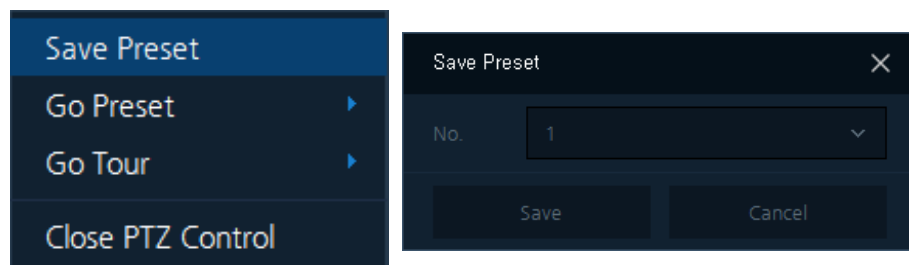 Save Preset
Go Preset
Go Tour
Close PTZ Control
Save Preset
No. 1
Save Cancel